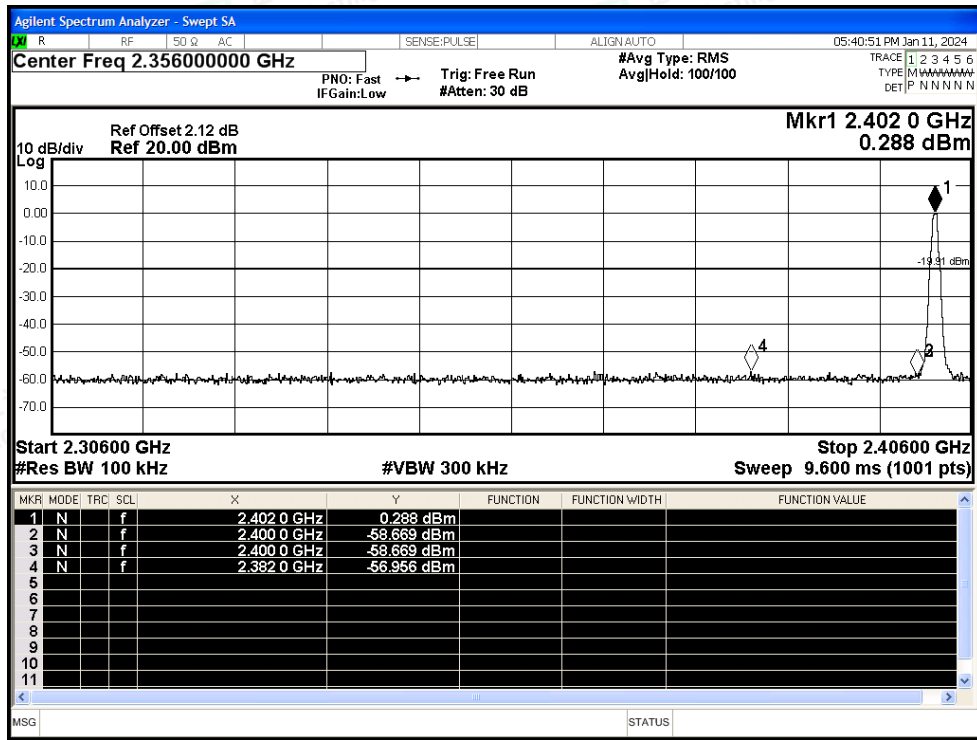 Agilent Spectrum Analyzer - Swept SA
LXI R RF 50 Ω AC SENSE:PULSE ALIGN AUTO 05:40:51 PM Jan 11, 2024
Center Freq 2.356000000 GHz
PNO: Fast
IFGain:Low
Trig: Free Run
#Atten: 30 dB
#Avg Type: RMS
Avg|Hold: 100/100
TRACE 1 2 3 4 5 6
TYPE M W W W W W
DET P N N N N N
Ref Offset 2.12 dB
10 dB/div Ref 20.00 dBm
Log
Mkr1 2.402 0 GHz
0.288 dBm
10.0
0.00
-10.0
-20.0
-30.0
-40.0
-50.0
-60.0
-70.0
1
-19.91 dBm
4
2
Start 2.30600 GHz Stop 2.40600 GHz
#Res BW 100 kHz #VBW 300 kHz Sweep 9.600 ms (1001 pts)
MKR MODE TRC SCL X Y FUNCTION FUNCTION WIDTH FUNCTION VALUE
1 N f 2.402 0 GHz 0.288 dBm
2 N f 2.400 0 GHz -58.669 dBm
3 N f 2.400 0 GHz -58.669 dBm
4 N f 2.382 0 GHz -56.956 dBm
5
6
7
8
9
10
11
MSG STATUS